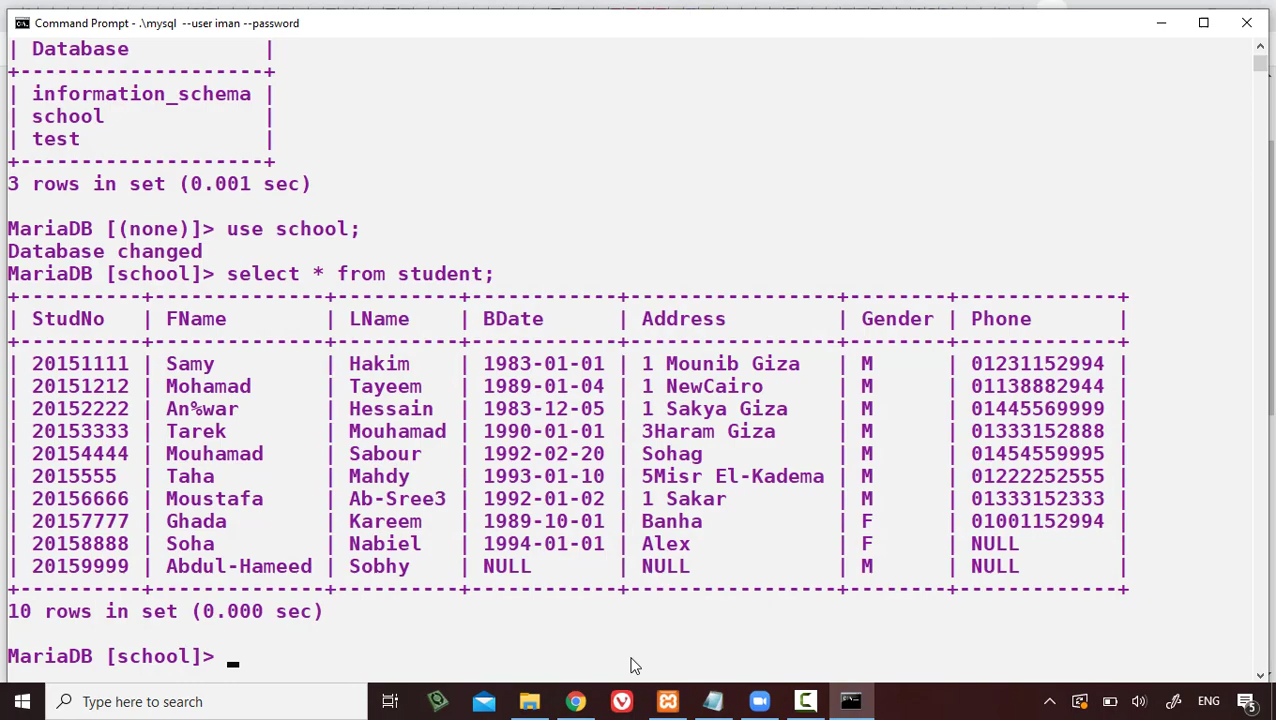 Command Prompt - .\mysql --user iman --password
| Database           |
+--------------------+
| information_schema |
| school             |
| test               |
+--------------------+
3 rows in set (0.001 sec)
MariaDB [(none)]> use school;
Database changed
MariaDB [school]> select * from student;
+----------+--------------+----------+------------+-----------------+--------+-------------+
| StudNo   | FName        | LName    | BDate      | Address         | Gender | Phone       |
+----------+--------------+----------+------------+-----------------+--------+-------------+
| 20151111 | Samy         | Hakim    | 1983-01-01 | 1 Mounib Giza   | M      | 01231152994 |
| 20151212 | Mohamad      | Tayeem   | 1989-01-04 | 1 NewCairo      | M      | 01138882944 |
| 20152222 | An%war       | Hessain  | 1983-12-05 | 1 Sakya Giza    | M      | 01445569999 |
| 20153333 | Tarek        | Mouhamad | 1990-01-01 | 3Haram Giza     | M      | 01333152888 |
| 20154444 | Mouhamad     | Sabour   | 1992-02-20 | Sohag           | M      | 01454559995 |
| 2015555  | Taha         | Mahdy    | 1993-01-10 | 5Misr El-Kadema | M      | 01222252555 |
| 20156666 | Moustafa     | Ab-Sree3 | 1992-01-02 | 1 Sakar         | M      | 01333152333 |
| 20157777 | Ghada        | Kareem   | 1989-10-01 | Banha           | F      | 01001152994 |
| 20158888 | Soha         | Nabiel   | 1994-01-01 | Alex            | F      | NULL        |
| 20159999 | Abdul-Hameed | Sobhy    | NULL       | NULL            | M      | NULL        |
+----------+--------------+----------+------------+-----------------+--------+-------------+
10 rows in set (0.000 sec)
MariaDB [school]>
Type here to search
ENG
5